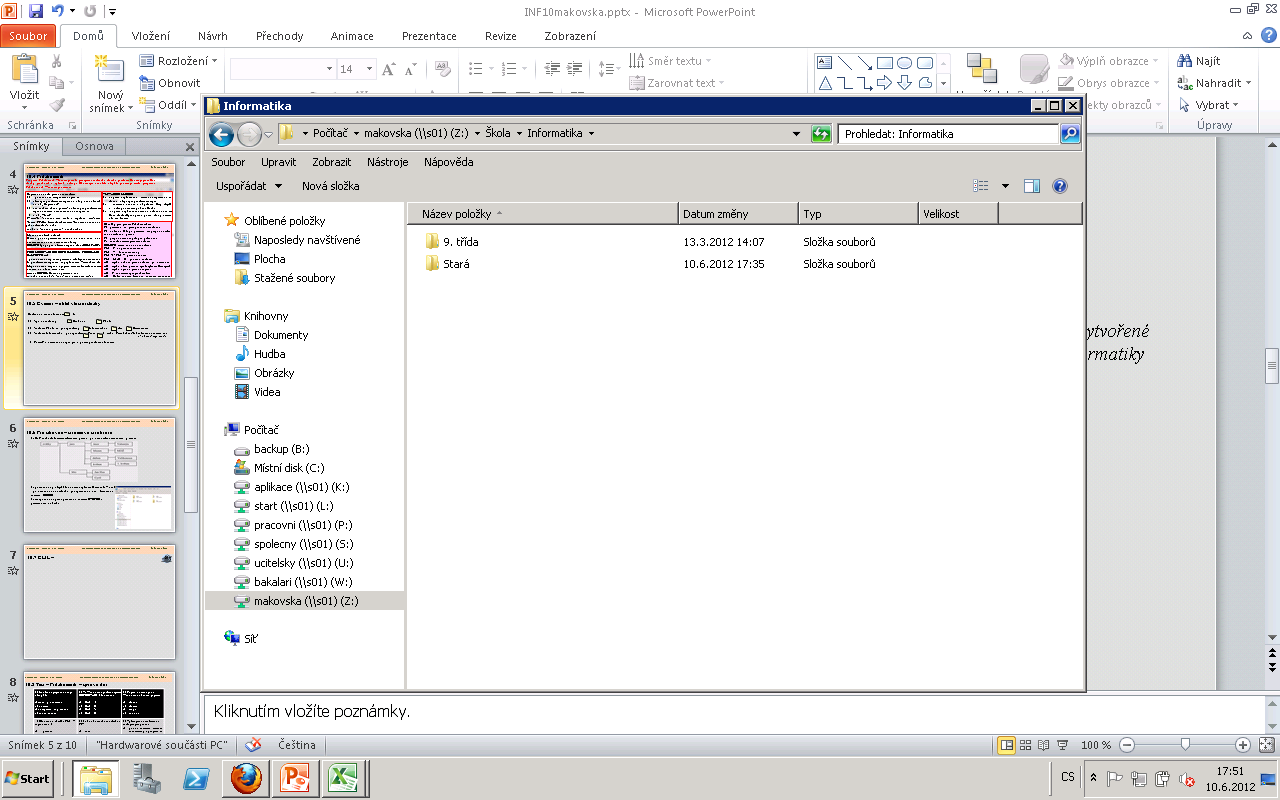 INF10makovska.pptx - Microsoft PowerPoint
Soubor Domů Vložení Návrh Přechody Animace Prezentace Revize Zobrazení
Vložit
Schránka
Nový snímek
Rozložení
Obnovit
Oddíl
Snímky
14
Směr textu
Zarovnat text
Výplň obrazce
Obrys obrazce
Najít
Nahradit
Vybrat
Úpravy
Snímky Osnova
4
5
6
7
8
Informatika
Počítač makovska (\\s01) (Z:) Škola Informatika
Prohledat: Informatika
Soubor Upravit Zobrazit Nástroje Nápověda
Uspořádat Nová složka
Oblíbené položky
Naposledy navštívené
Plocha
Stažené soubory
Knihovny
Dokumenty
Hudba
Obrázky
Videa
Počítač
backup (B:)
Místní disk (C:)
aplikace (\\s01) (K:)
start (\\s01) (L:)
pracovni (\\s01) (P:)
spolecny (\\s01) (S:)
ucitelsky (\\s01) (U:)
bakalari (\\s01) (W:)
makovska (\\s01) (Z:)
Síť
Název položky Datum změny Typ Velikost
9. třída 13.3.2012 14:07 Složka souborů
Stará 10.6.2012 17:35 Složka souborů
ytvořené
rmatiky
Kliknutím vložíte poznámky.
Snímek 5 z 10 "Hardwarové součásti PC" Čeština 100 %
Start
CS
17:51
10.6.2012